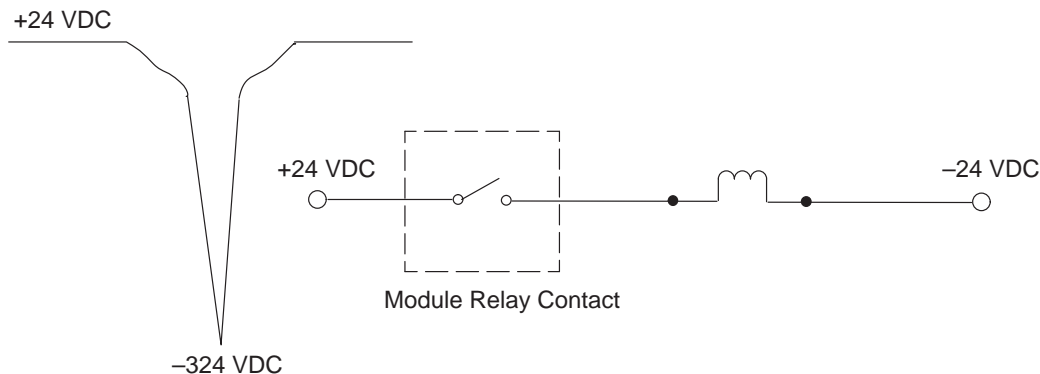 +24 VDC
+24 VDC
–24 VDC
Module Relay Contact
–324 VDC